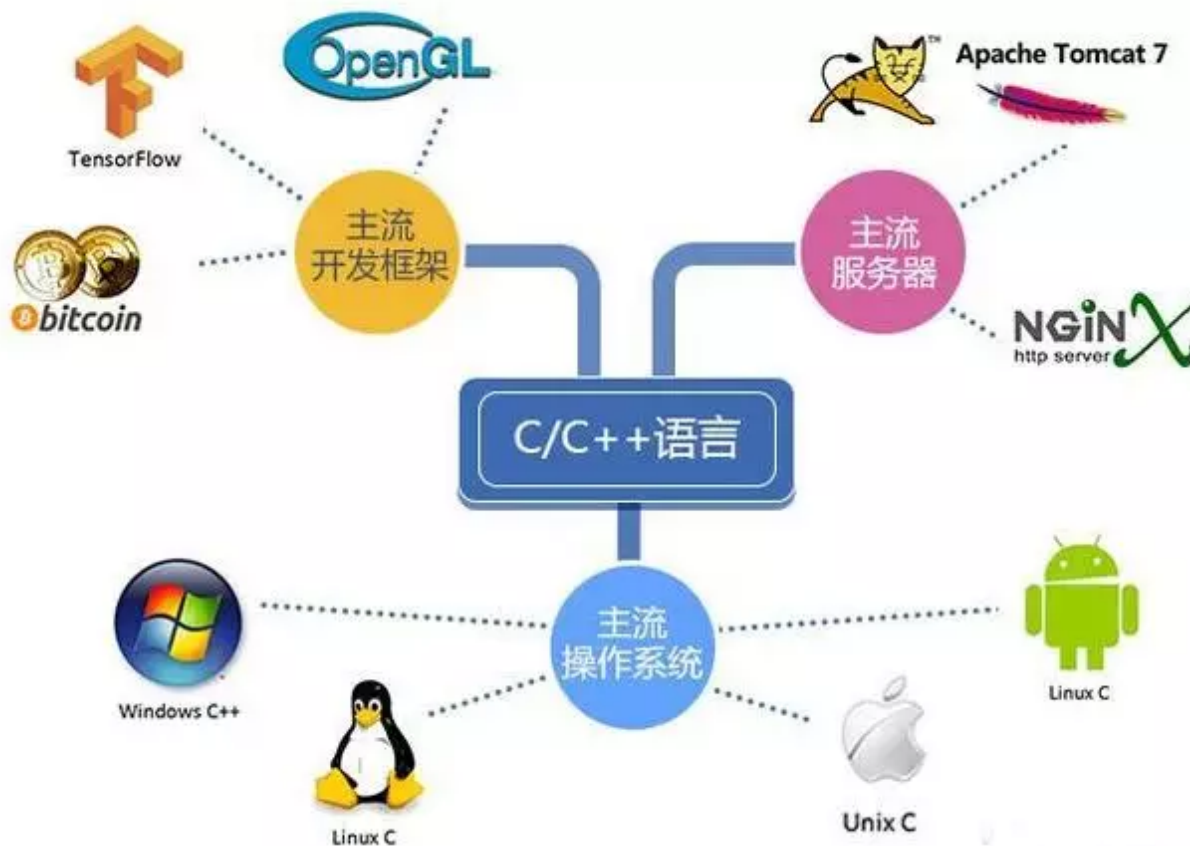 TensorFlow
OpenGL
bitcoin
主流
开发框架
TM
Apache Tomcat 7
主流
服务器
NGiNX
http server
C/C++语言
主流
操作系统
Windows C++
Linux C
Unix C
Linux C